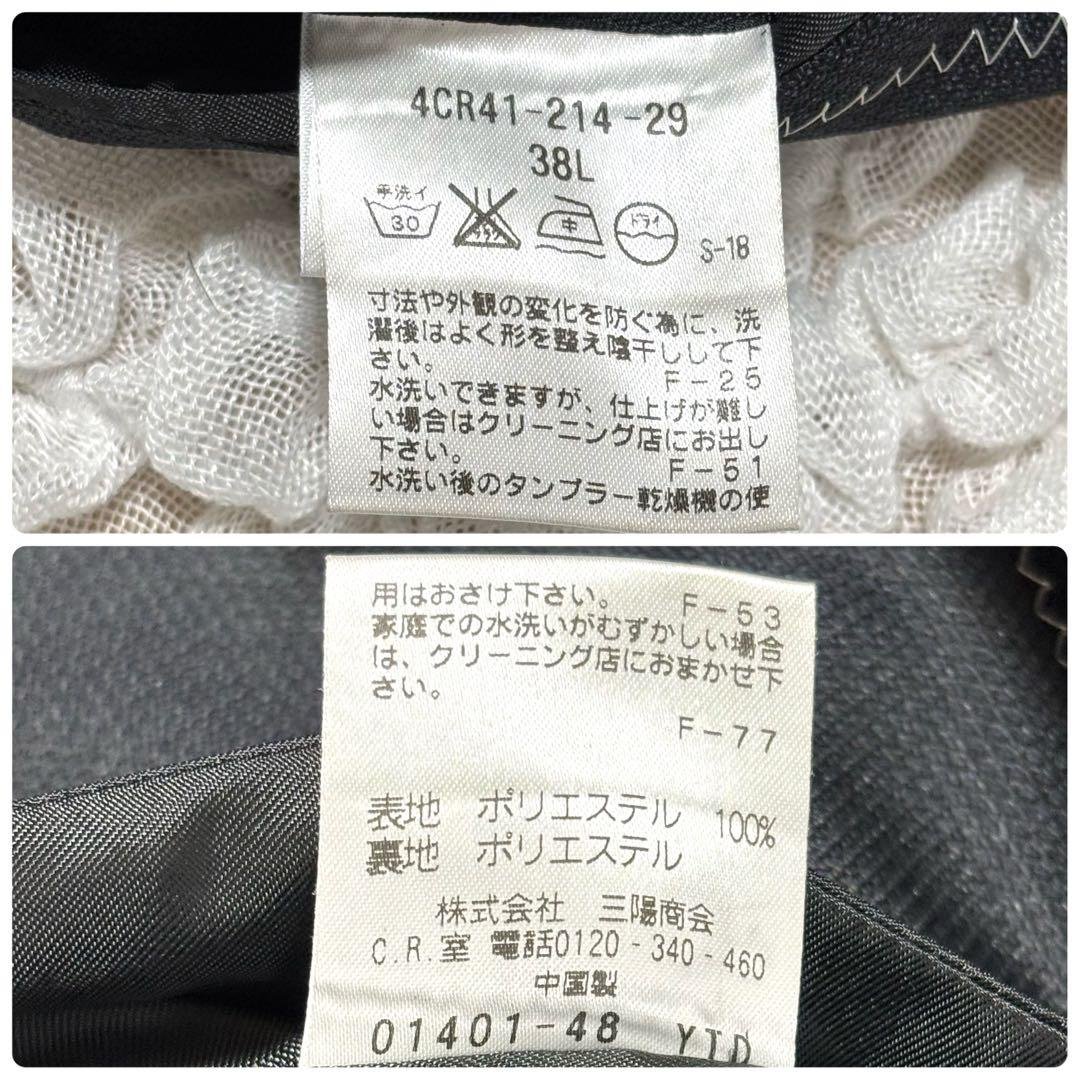 4CR41-214-29
38L
手洗イ
30
中
ドライ
S-18
寸法や外観の変化を防ぐ為に、洗
濯後はよく形を整え陰干しして下
さい。
F-25
水洗いできますが、仕上げが難し
い場合はクリーニング店にお出し
下さい。
F-51
水洗い後のタンブラー乾燥機の使
用はおさけ下さい。 F-53
家庭での水洗いがむずかしい場合
は、クリーニング店におまかせ下
さい。
F-77
表地 ポリエステル 100%
裏地 ポリエステル
株式会社 三陽商会
C.R.室 電話0120-340-460
中国製
01401-48 YTD